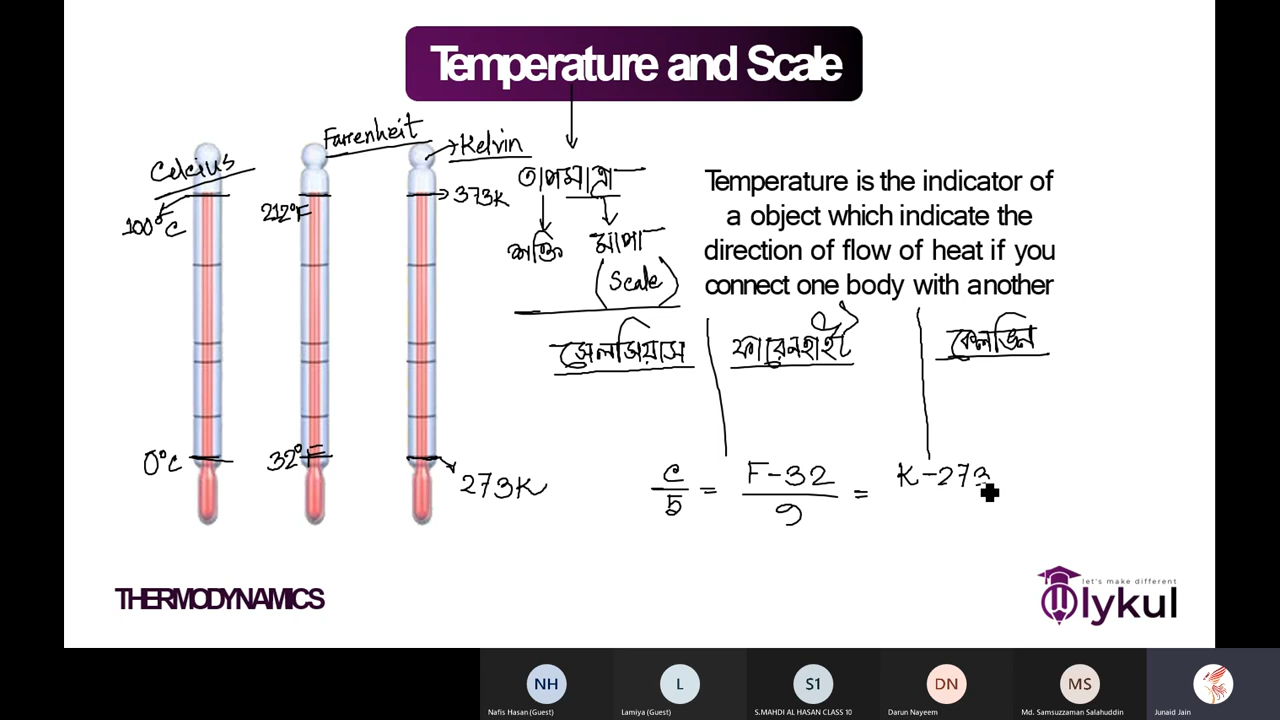 Temperature and Scale
Celcius
Farrenheit
Kelvin
100°C
212°F
373K
তাপমাত্রা
শক্তি
মাপা
(Scale)
Temperature is the indicator of
a object which indicate the
direction of flow of heat if you
connect one body with another
সেলসিয়াস
ফারেনহাইট
কেলভিন
0°C
32°F
273K
C/5 = F-32/9 = K-273
THERMODYNAMICS
let's make different
lykul
NH
L
S1
DN
MS
Nafis Hasan (Guest)
Lamiya (Guest)
S.MAHDI AL HASAN CLASS 10
Darun Nayeem
Md. Samsuzzaman Salahuddin
Junaid Jain